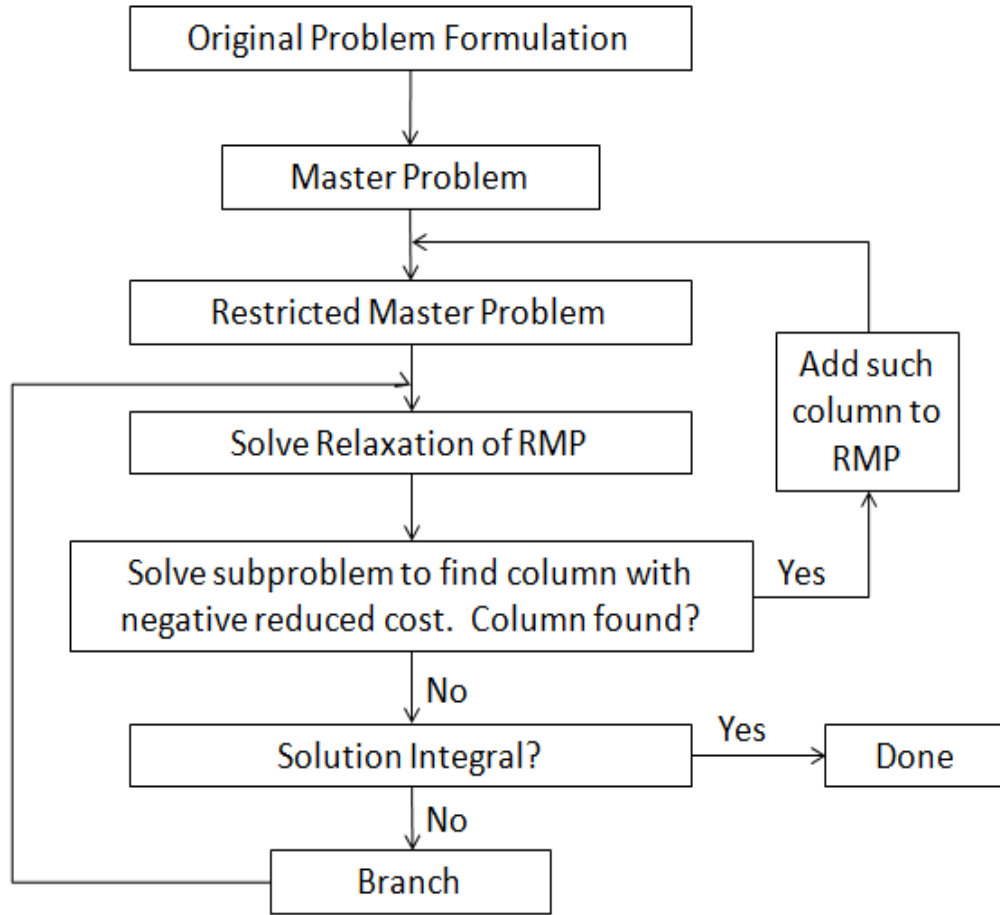 Original Problem Formulation
Master Problem
Restricted Master Problem
Add such
column to
RMP
Solve Relaxation of RMP
Solve subproblem to find column with
negative reduced cost.  Column found?
Yes
No
Solution Integral?
Yes
Done
No
Branch